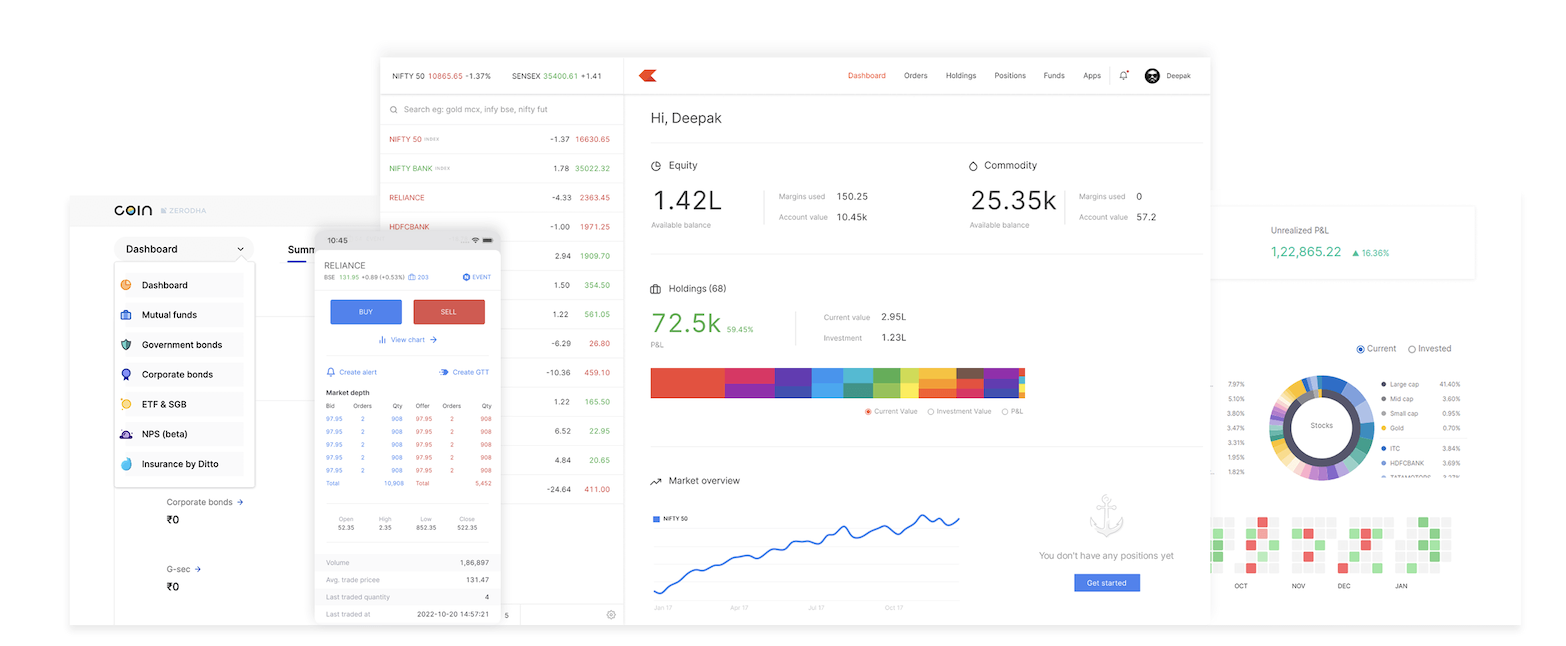 NIFTY 50 10865.65 -1.37% SENSEX 35400.61 +1.41
Search eg: gold mcx, infy bse, nifty fut
NIFTY 50 INDEX -1.37 16630.65
NIFTY BANK INDEX 1.78 35022.32
RELIANCE -4.33 2363.45
HDFCBANK -1.00 1971.25
2.94 1909.70
1.50 354.50
1.22 561.05
-6.29 26.80
-10.36 459.10
1.22 165.50
6.52 22.95
4.84 20.65
-24.64 411.00
5
Dashboard Orders Holdings Positions Funds Apps Deepak
Hi, Deepak
Equity
1.42L
Available balance
Margins used 150.25
Account value 10.45k
Commodity
25.35k
Available balance
Margins used 0
Account value 57.2
Holdings (68)
72.5k 59.45%
P&L
Current value 2.95L
Investment 1.23L
Current Value Investment Value P&L
Market overview
NIFTY 50
Jan 17 Apr 17 Jul 17 Oct 17
You don't have any positions yet
Get started
COIN ZERODHA
Dashboard
Summ
Dashboard
Mutual funds
Government bonds
Corporate bonds
ETF & SGB
NPS (beta)
Insurance by Ditto
Corporate bonds →
₹0
G-sec →
₹0
10:45
RELIANCE
BSE 131.95 +0.69 (+0.53%) 203 EVENT
BUY SELL
View chart →
Create alert Create GTT
Market depth
Bid Orders Qty Offer Orders Qty
97.95 2 908 97.95 2 908
97.95 2 908 97.95 2 908
97.95 2 908 97.95 2 908
97.95 2 908 97.95 2 908
97.95 2 908 97.95 2 908
Total 10,908 Total 5,452
Open High Low Close
52.35 2.35 852.35 522.35
Volume 1,86,897
Avg. trade pricee 131.47
Last traded quantity 4
Last traded at 2022-10-20 14:57:21
Unrealized P&L
1,22,865.22 ▲ 16.36%
Current Invested
7.97%
5.10%
3.80%
3.47%
3.31%
1.95%
1.82%
Stocks
Large cap 41.40%
Mid cap 3.60%
Small cap 0.95%
Gold 0.70%
ITC 3.84%
HDFCBANK 3.69%
TATAMOTORS
OCT NOV DEC JAN